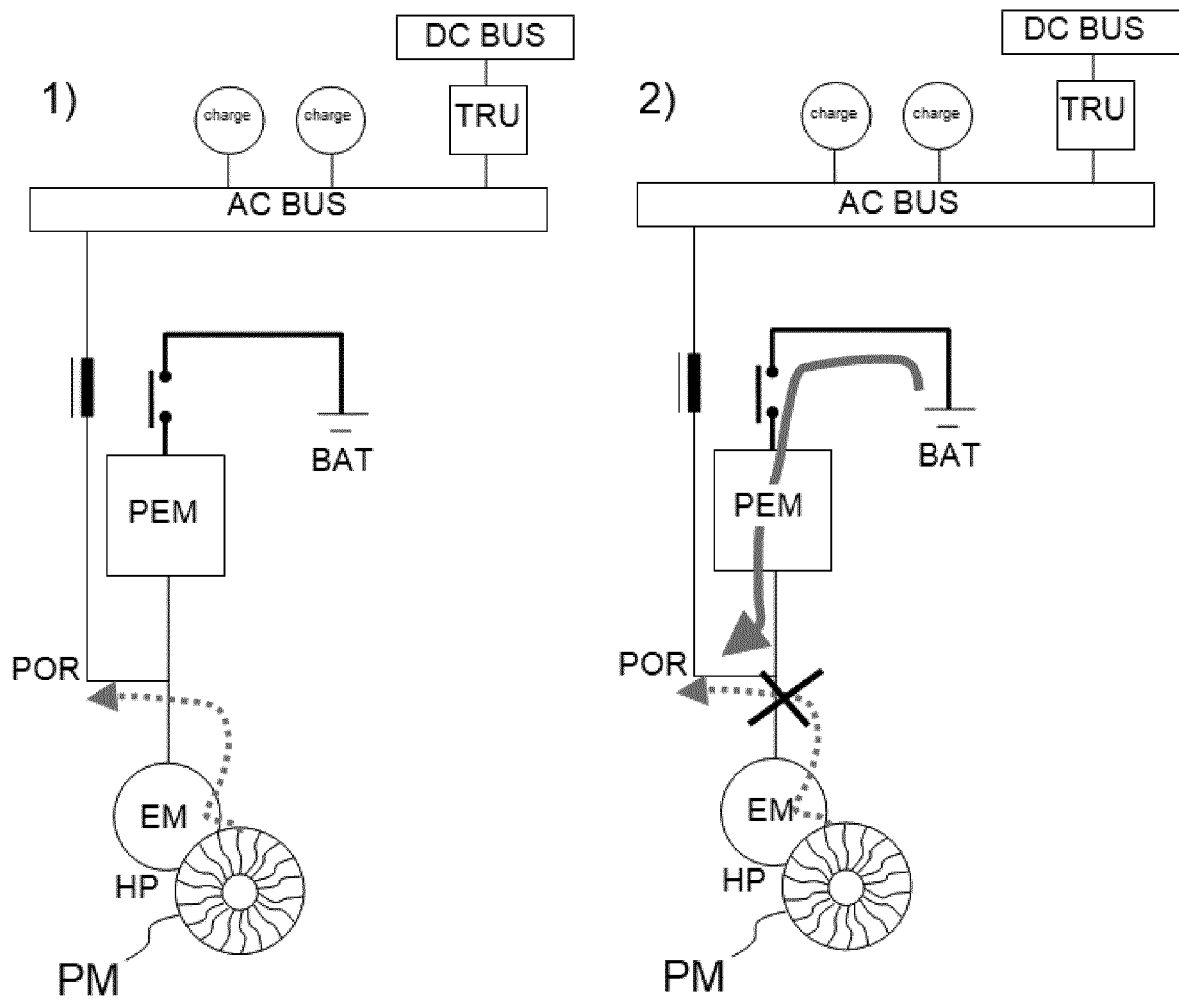 1)
DC BUS
charge
charge
TRU
AC BUS
BAT
PEM
POR
EM
HP
PM
2)
DC BUS
charge
charge
TRU
AC BUS
BAT
PEM
POR
EM
HP
PM